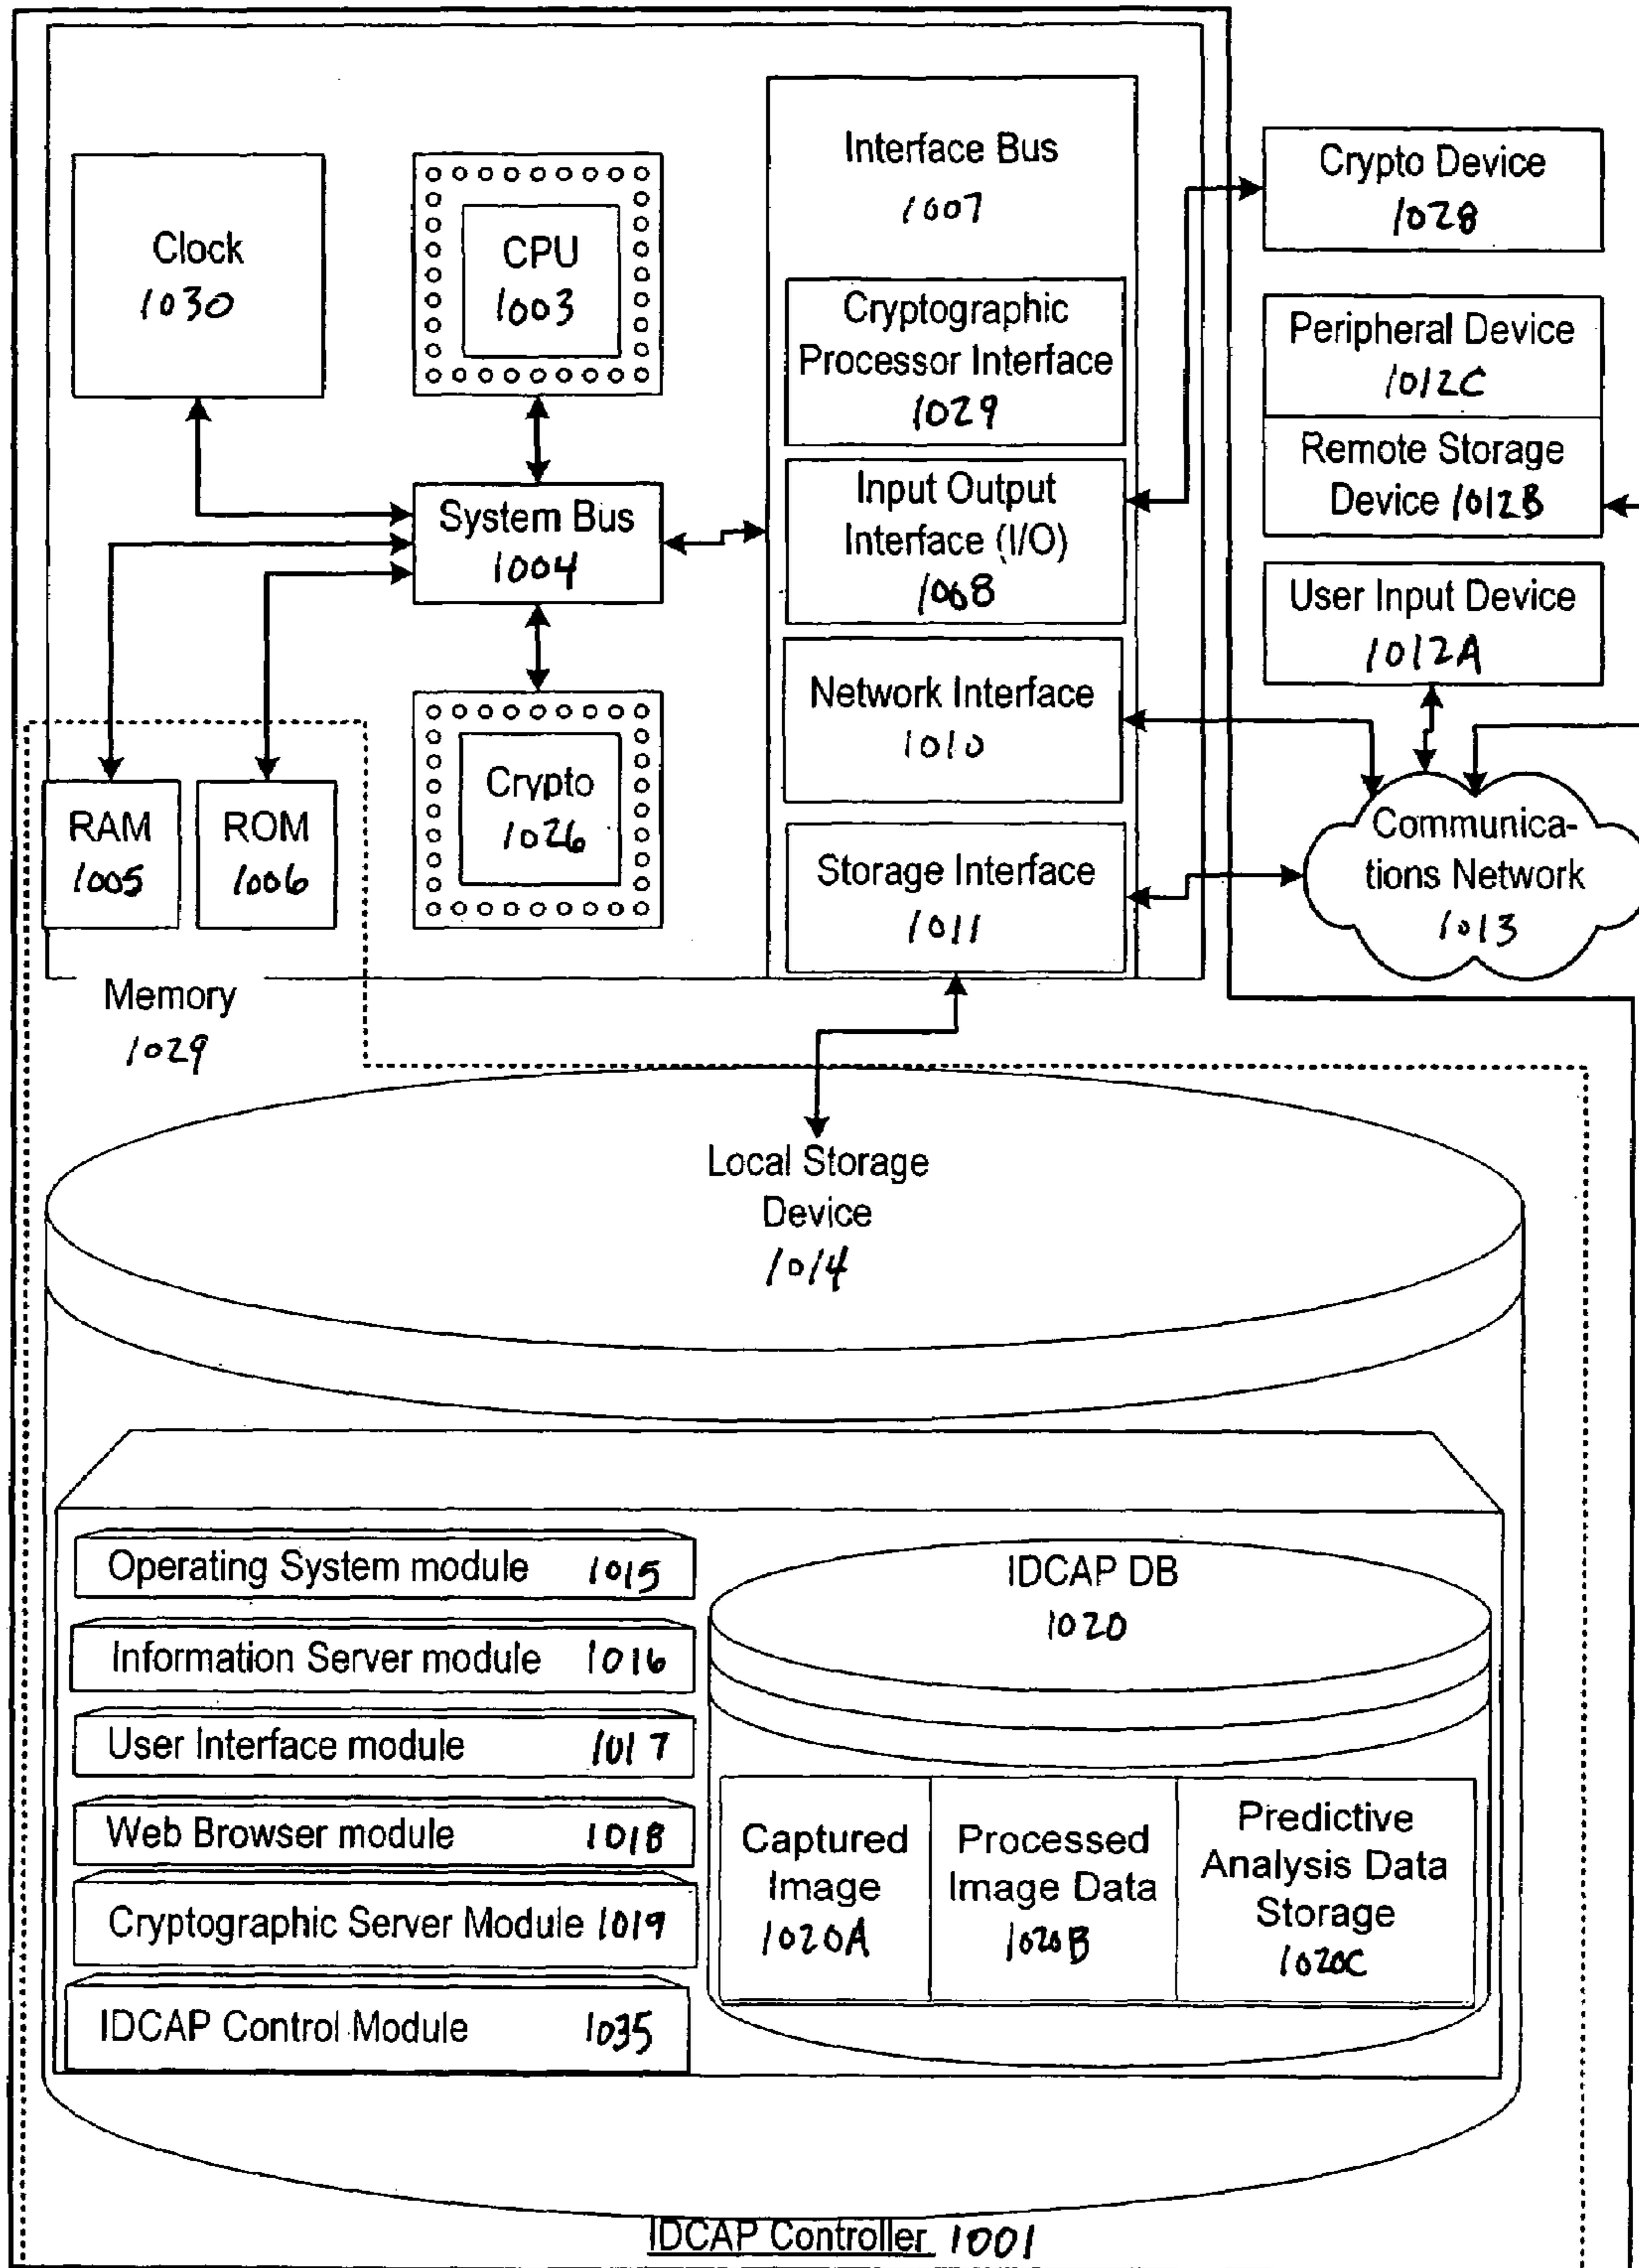 Clock
1030
CPU
1003
Interface Bus
1007
Cryptographic
Processor Interface
1029
Input Output
Interface (I/O)
1008
Network Interface
1010
Storage Interface
1011
System Bus
1004
Crypto
1026
RAM
1005
ROM
1006
Memory
1029
Crypto Device
1028
Peripheral Device
1012C
Remote Storage
Device 1012B
User Input Device
1012A
Communica-
tions Network
1013
Local Storage
Device
1014
Operating System module 1015
Information Server module 1016
User Interface module 1017
Web Browser module 1018
Cryptographic Server Module 1019
IDCAP Control Module 1035
IDCAP DB
1020
Captured
Image
1020A
Processed
Image Data
1020B
Predictive
Analysis Data
Storage
1020C
IDCAP Controller 1001